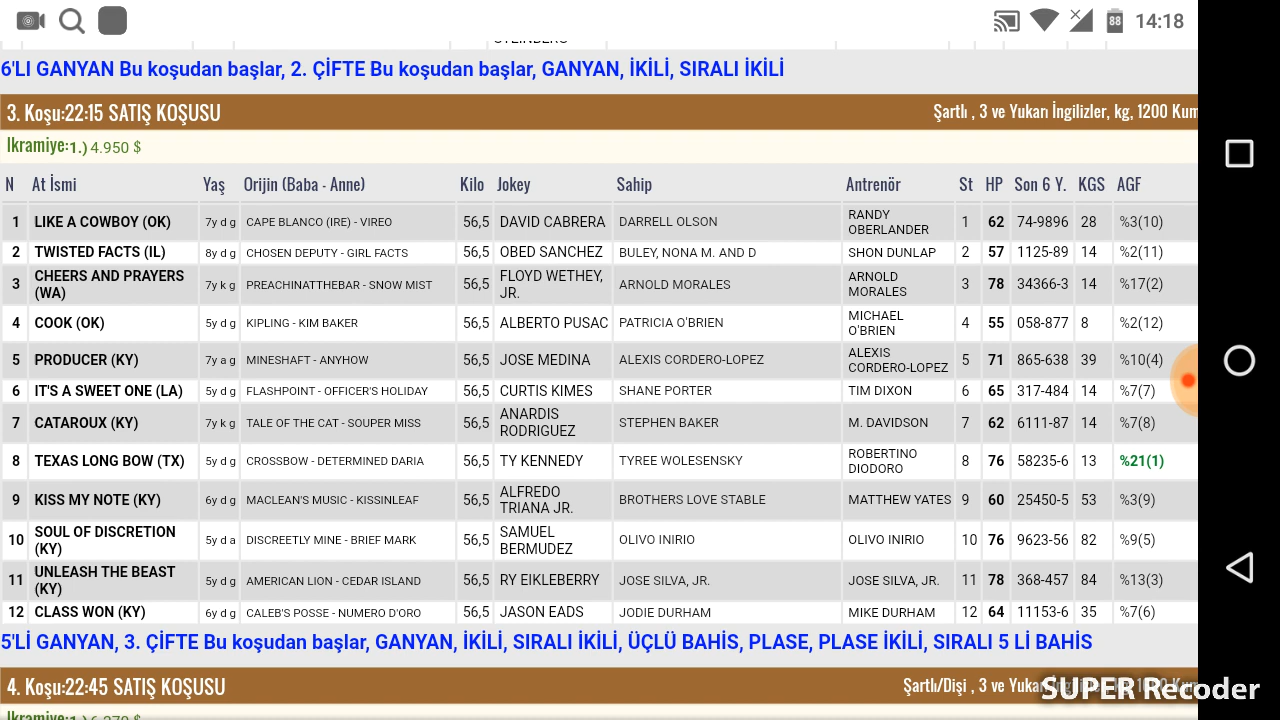 88 14:18
6'LI GANYAN Bu koşudan başlar, 2. ÇİFTE Bu koşudan başlar, GANYAN, İKİLİ, SIRALI İKİLİ
3. Koşu:22:15 SATIŞ KOŞUSU Şartlı , 3 ve Yukarı İngilizler, kg, 1200 Kum
Ikramiye:1.) 4.950 $
N At İsmi Yaş Orijin (Baba - Anne) Kilo Jokey Sahip Antrenör St HP Son 6 Y. KGS AGF
1 LIKE A COWBOY (OK) 7y d g CAPE BLANCO (IRE) - VIREO 56,5 DAVID CABRERA DARRELL OLSON RANDY OBERLANDER 1 62 74-9896 28 %3(10)
2 TWISTED FACTS (IL) 8y d g CHOSEN DEPUTY - GIRL FACTS 56,5 OBED SANCHEZ BULEY, NONA M. AND D SHON DUNLAP 2 57 1125-89 14 %2(11)
3 CHEERS AND PRAYERS (WA) 7y k g PREACHINATTHEBAR - SNOW MIST 56,5 FLOYD WETHEY, JR. ARNOLD MORALES ARNOLD MORALES 3 78 34366-3 14 %17(2)
4 COOK (OK) 5y d g KIPLING - KIM BAKER 56,5 ALBERTO PUSAC PATRICIA O'BRIEN MICHAEL O'BRIEN 4 55 058-877 8 %2(12)
5 PRODUCER (KY) 7y a g MINESHAFT - ANYHOW 56,5 JOSE MEDINA ALEXIS CORDERO-LOPEZ ALEXIS CORDERO-LOPEZ 5 71 865-638 39 %10(4)
6 IT'S A SWEET ONE (LA) 5y d g FLASHPOINT - OFFICER'S HOLIDAY 56,5 CURTIS KIMES SHANE PORTER TIM DIXON 6 65 317-484 14 %7(7)
7 CATAROUX (KY) 7y k g TALE OF THE CAT - SOUPER MISS 56,5 ANARDIS RODRIGUEZ STEPHEN BAKER M. DAVIDSON 7 62 6111-87 14 %7(8)
8 TEXAS LONG BOW (TX) 5y d g CROSSBOW - DETERMINED DARIA 56,5 TY KENNEDY TYREE WOLESENSKY ROBERTINO DIODORO 8 76 58235-6 13 %21(1)
9 KISS MY NOTE (KY) 6y d g MACLEAN'S MUSIC - KISSINLEAF 56,5 ALFREDO TRIANA JR. BROTHERS LOVE STABLE MATTHEW YATES 9 60 25450-5 53 %3(9)
10 SOUL OF DISCRETION (KY) 5y d a DISCREETLY MINE - BRIEF MARK 56,5 SAMUEL BERMUDEZ OLIVO INIRIO OLIVO INIRIO 10 76 9623-56 82 %9(5)
11 UNLEASH THE BEAST (KY) 5y d g AMERICAN LION - CEDAR ISLAND 56,5 RY EIKLEBERRY JOSE SILVA, JR. JOSE SILVA, JR. 11 78 368-457 84 %13(3)
12 CLASS WON (KY) 6y d g CALEB'S POSSE - NUMERO D'ORO 56,5 JASON EADS JODIE DURHAM MIKE DURHAM 12 64 11153-6 35 %7(6)
5'Lİ GANYAN, 3. ÇİFTE Bu koşudan başlar, GANYAN, İKİLİ, SIRALI İKİLİ, ÜÇLÜ BAHİS, PLASE, PLASE İKİLİ, SIRALI 5 Lİ BAHİS
4. Koşu:22:45 SATIŞ KOŞUSU Şartlı/Dişi , 3 ve Yukarı
SUPER Recoder